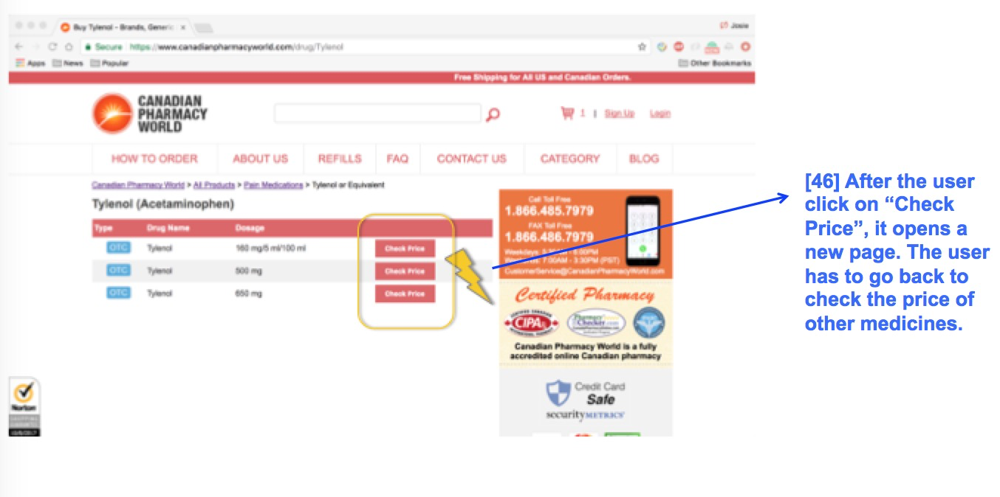 Buy Tylenol - Brands, Generic
Josie
Secure https://www.canadianpharmacyworld.com/drug/Tylenol
Apps News Popular Other Bookmarks
Free Shipping for All US and Canadian Orders.
CANADIAN
PHARMACY
WORLD
1 | Sign Up Login
HOW TO ORDER ABOUT US REFILLS FAQ CONTACT US CATEGORY BLOG
Canadian Pharmacy World > All Products > Pain Medications > Tylenol or Equivalent
Tylenol (Acetaminophen)
Type Drug Name Dosage
OTC Tylenol 160 mg/5 ml/100 ml Check Price
OTC Tylenol 500 mg Check Price
OTC Tylenol 650 mg Check Price
Call Toll Free
1.866.485.7979
FAX Toll Free
1.866.486.7979
Weekdays: 6:00PM
7:00AM - 3:30PM (PST)
CustomerService@CanadianPharmacyWorld.com
Certified Pharmacy
CIPA
Pharmacy
Checker.com
Canadian Pharmacy World is a fully
accredited online Canadian pharmacy
Credit Card
Safe
securityMETRICS
Norton
[46] After the user
click on “Check
Price”, it opens a
new page. The user
has to go back to
check the price of
other medicines.